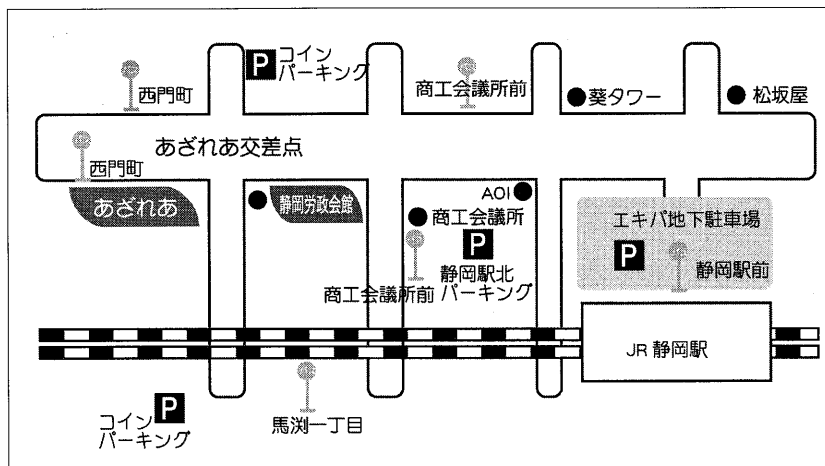 P コイン
パーキング
西門町
商工会議所前
葵タワー
松坂屋
あざれあ交差点
西門町
あざれあ
静岡労政会館
AOI
商工会議所
P
静岡駅北
パーキング
商工会議所前
エキパ地下駐車場
P
静岡駅前
JR 静岡駅
コイン P
パーキング
馬渕一丁目